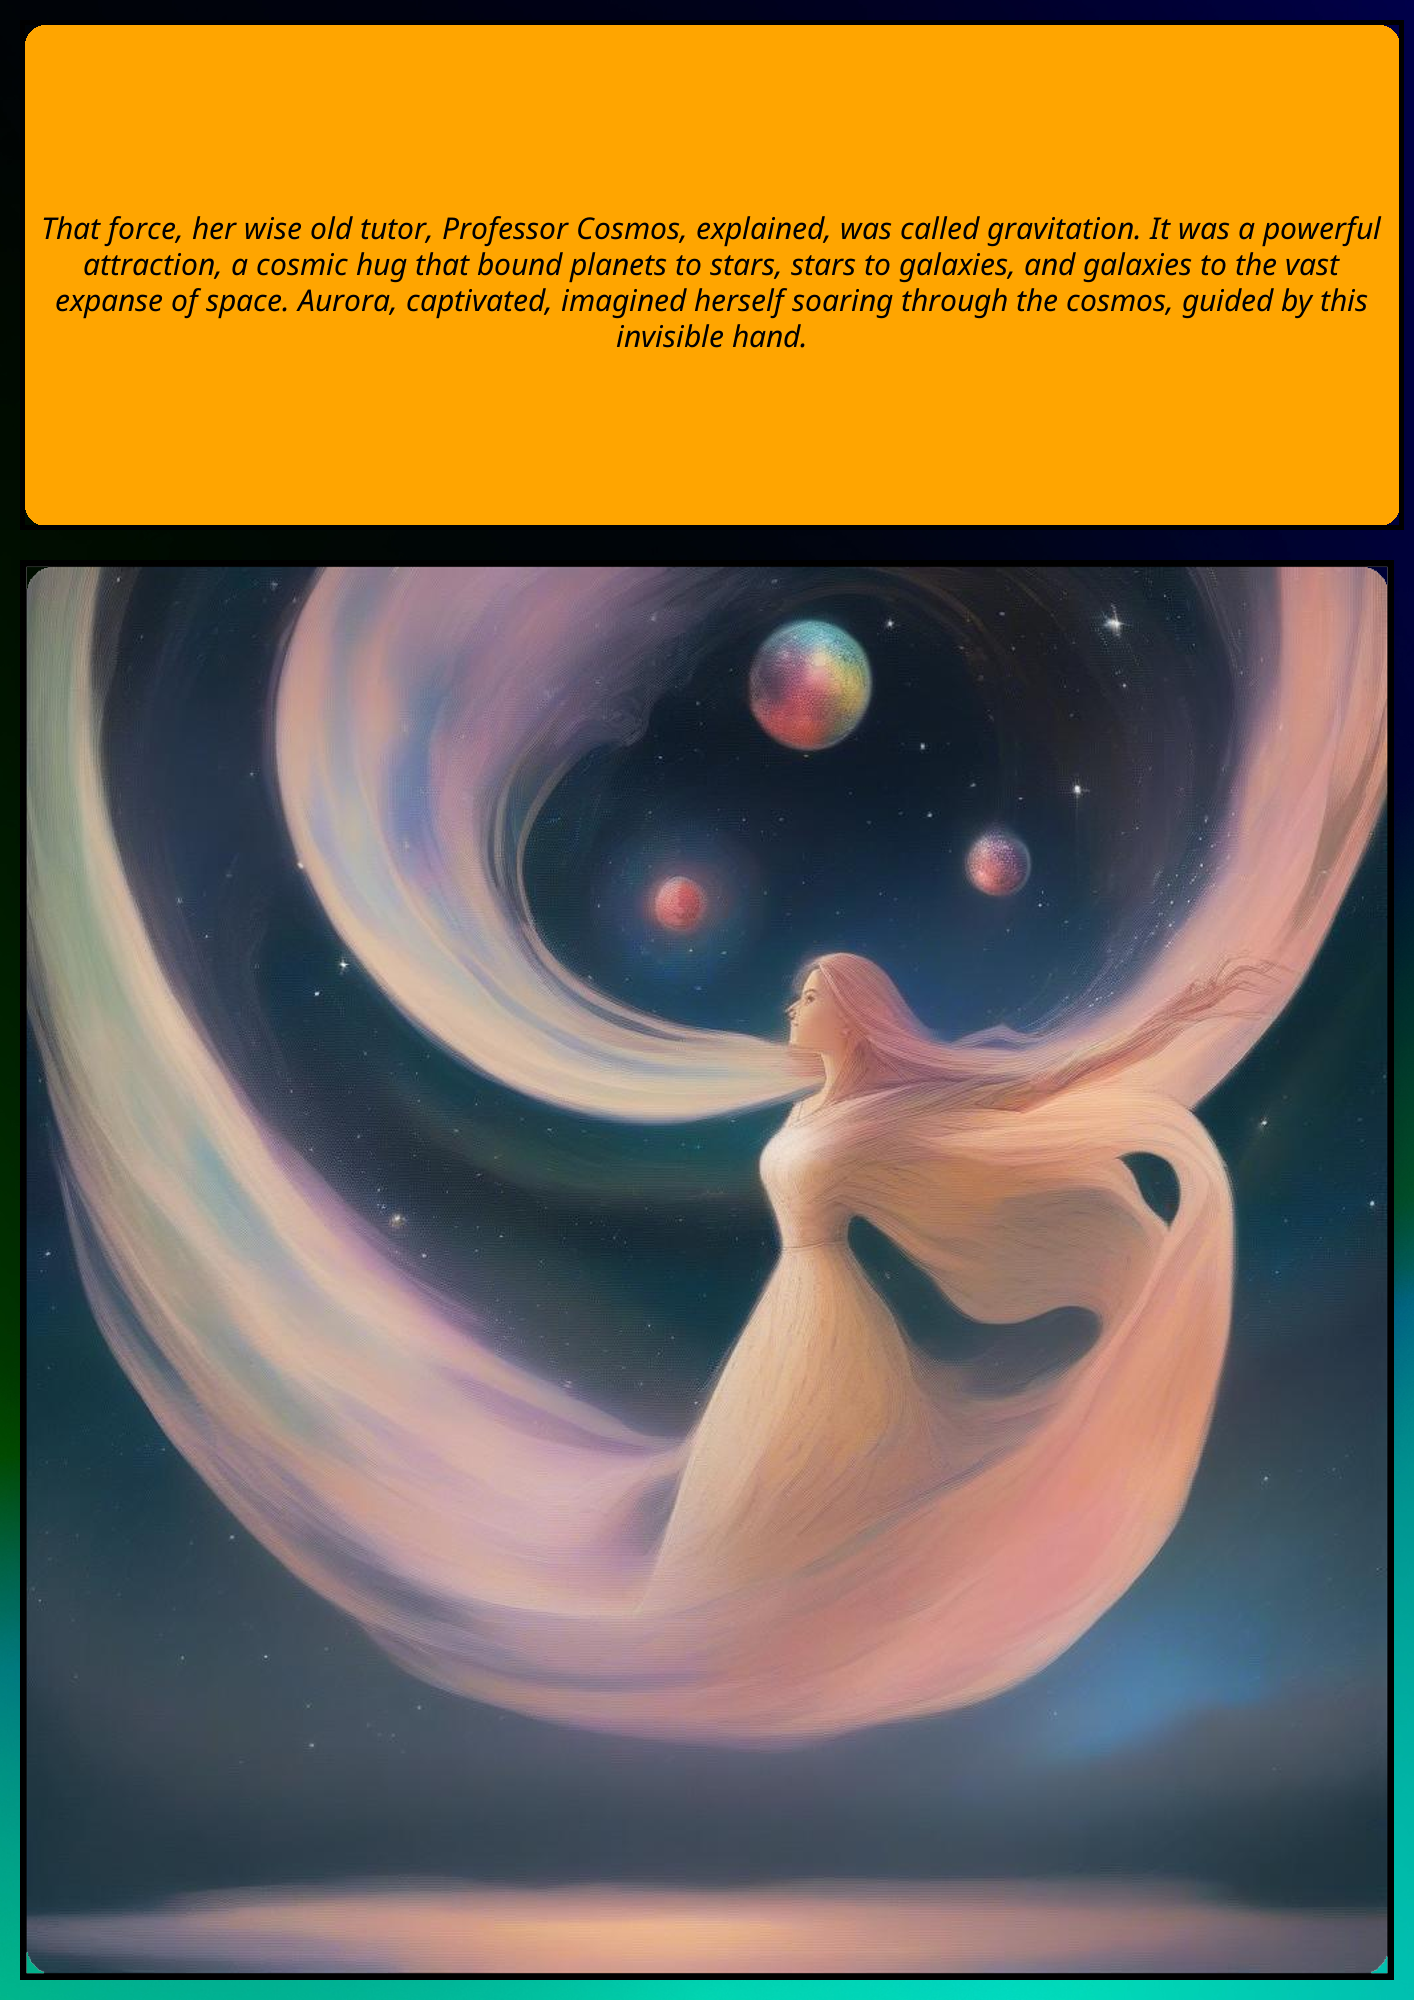 That force, her wise old tutor, Professor Cosmos, explained, was called gravitation. It was a powerful
attraction, a cosmic hug that bound planets to stars, stars to galaxies, and galaxies to the vast
expanse of space. Aurora, captivated, imagined herself soaring through the cosmos, guided by this
invisible hand.